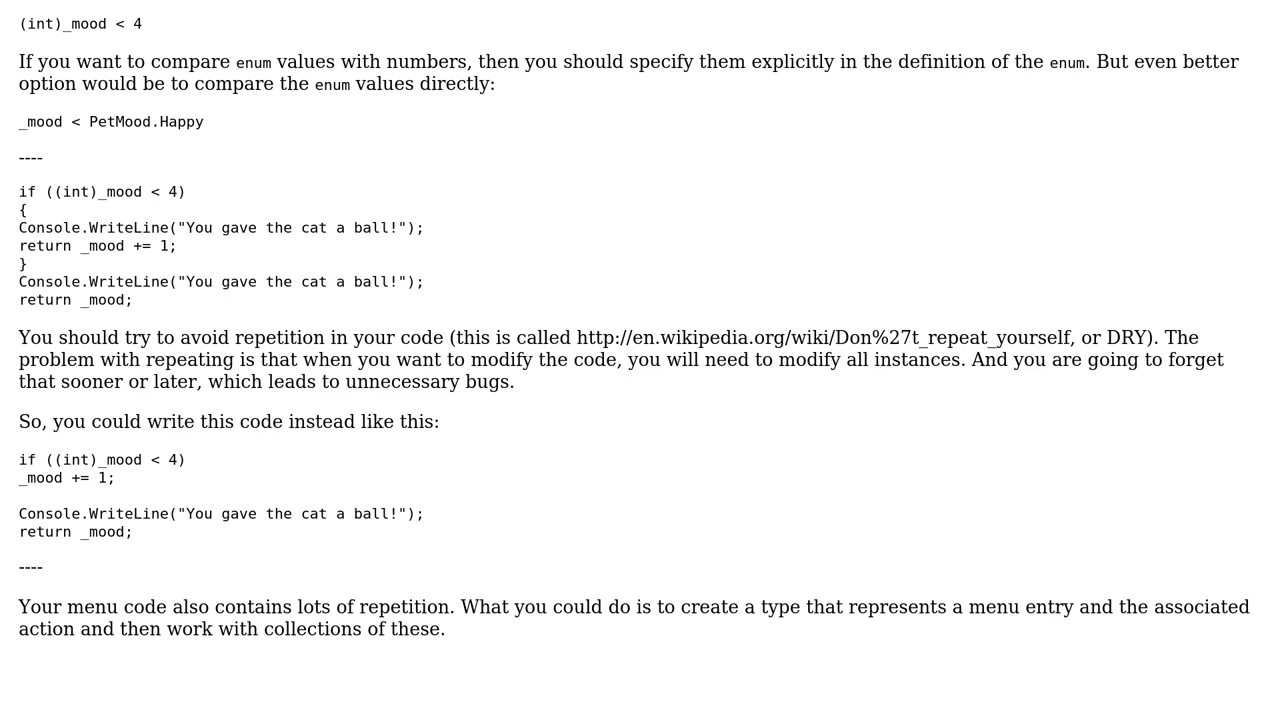 (int)_mood < 4
If you want to compare enum values with numbers, then you should specify them explicitly in the definition of the enum. But even better
option would be to compare the enum values directly:
_mood < PetMood.Happy
----
if ((int)_mood < 4)
{
Console.WriteLine("You gave the cat a ball!");
return _mood += 1;
}
Console.WriteLine("You gave the cat a ball!");
return _mood;
You should try to avoid repetition in your code (this is called http://en.wikipedia.org/wiki/Don%27t_repeat_yourself, or DRY). The
problem with repeating is that when you want to modify the code, you will need to modify all instances. And you are going to forget
that sooner or later, which leads to unnecessary bugs.
So, you could write this code instead like this:
if ((int)_mood < 4)
_mood += 1;
Console.WriteLine("You gave the cat a ball!");
return _mood;
----
Your menu code also contains lots of repetition. What you could do is to create a type that represents a menu entry and the associated
action and then work with collections of these.